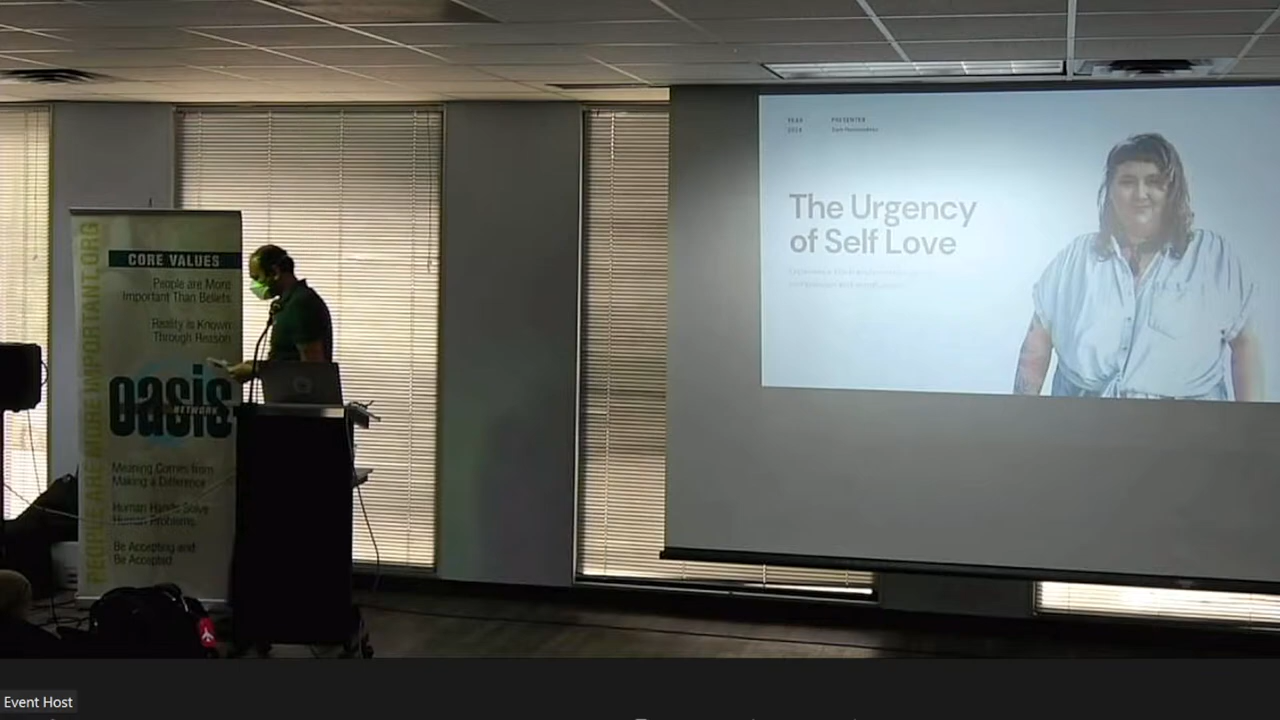 PEOPLE ARE MORE IMPORTANT.ORG
CORE VALUES
People are More
Important Than Beliefs
Reality is Known
Through Reason
oasis
NETWORK
Meaning Comes from
Making a Difference
Human Hands Solve
Human Problems
Be Accepting and
Be Accepted
YEAR
PRESENTER
The Urgency
of Self Love
Event Host